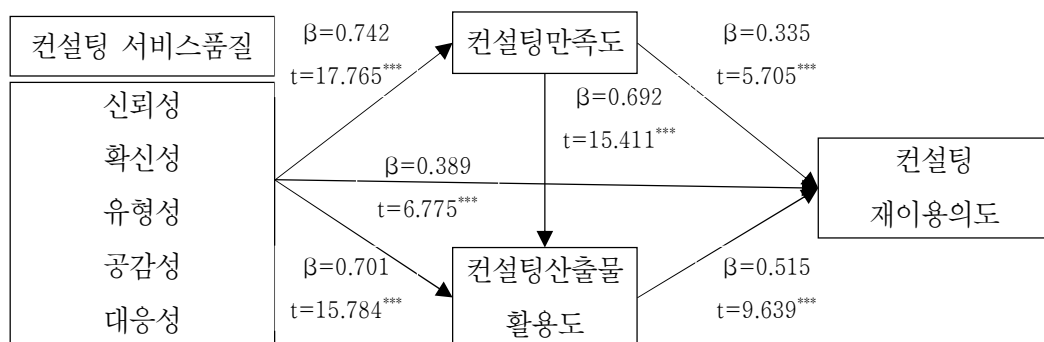 컨설팅 서비스품질
신뢰성
확신성
유형성
공감성
대응성
β=0.742
t=17.765***
컨설팅만족도
β=0.335
t=5.705***
β=0.692
t=15.411***
β=0.389
t=6.775***
컨설팅
재이용의도
β=0.701
t=15.784***
컨설팅산출물
활용도
β=0.515
t=9.639***